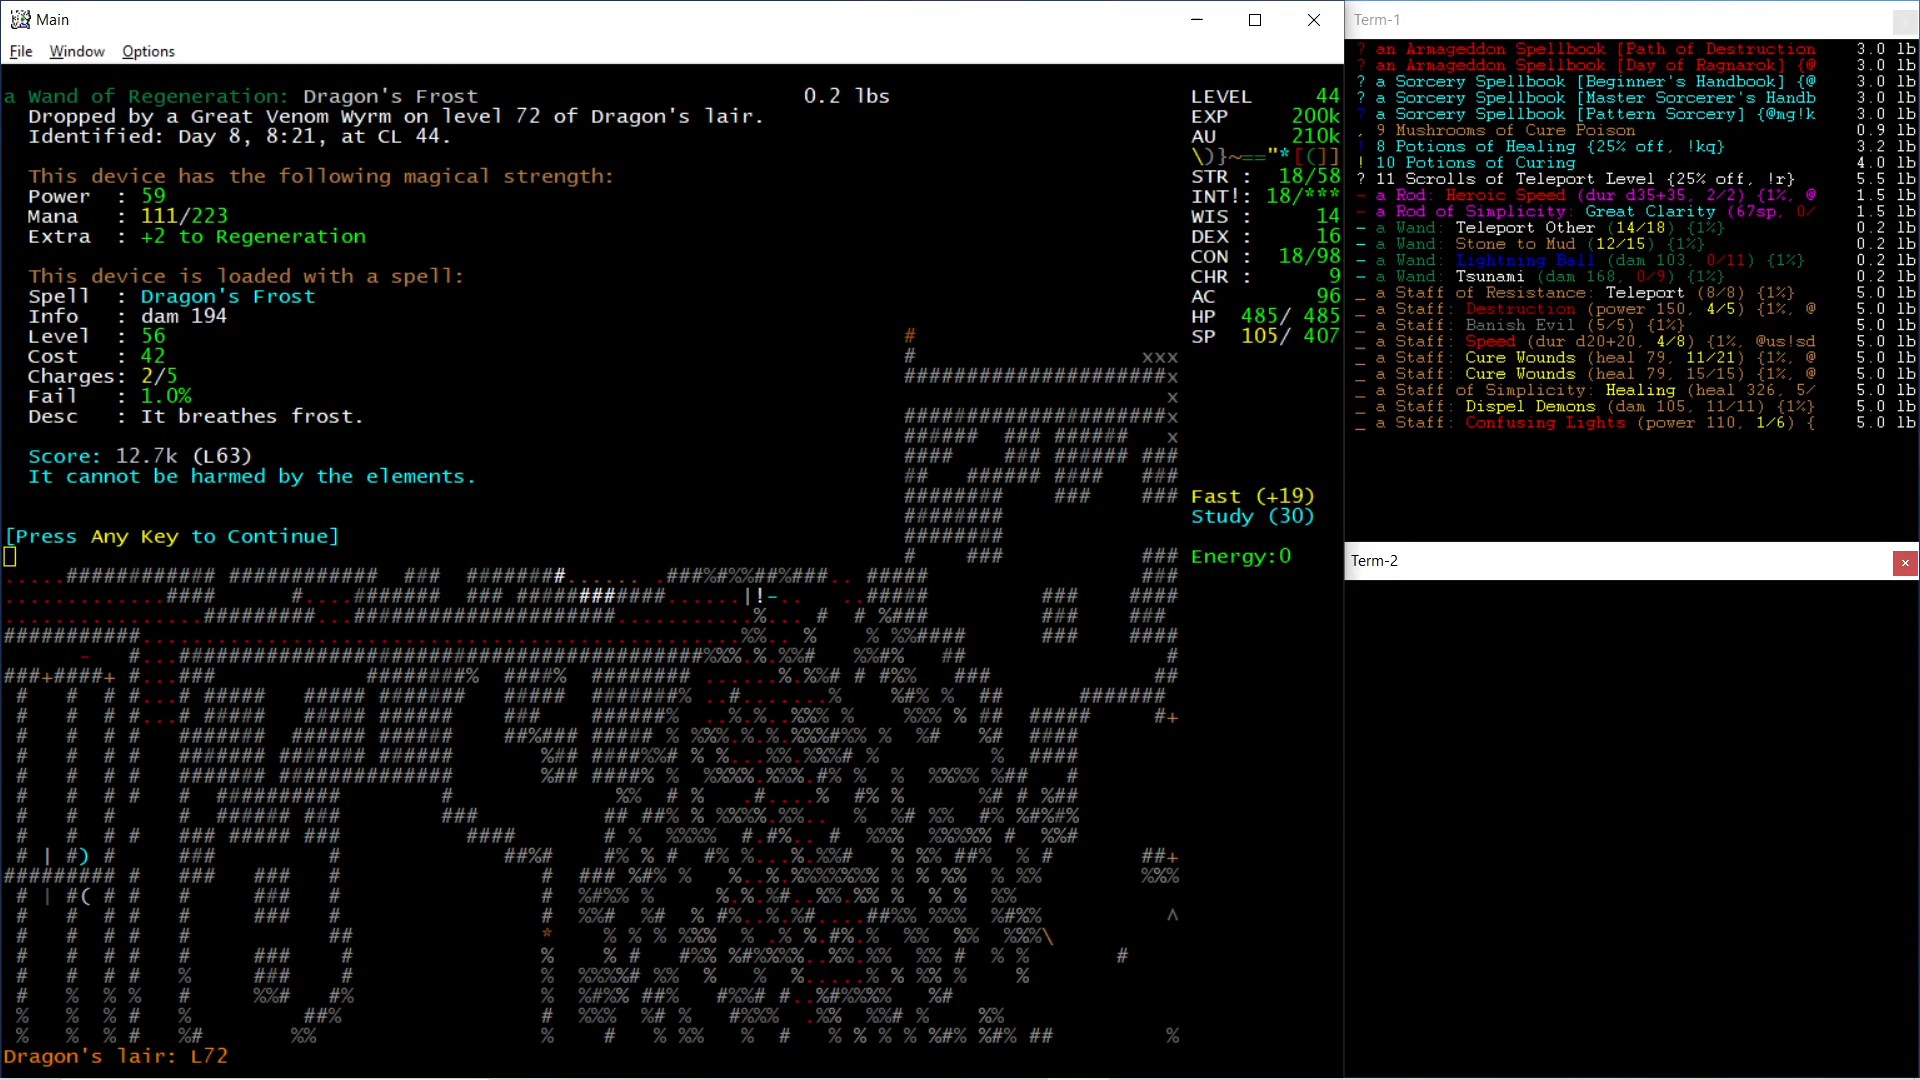 Main
File Window Options
a Wand of Regeneration: Dragon's Frost 0.2 lbs
Dropped by a Great Venom Wyrm on level 72 of Dragon's lair.
Identified: Day 8, 8:21, at CL 44.
This device has the following magical strength:
Power : 59
Mana : 111/223
Extra : +2 to Regeneration
This device is loaded with a spell:
Spell : Dragon's Frost
Info : dam 194
Level : 56
Cost : 42
Charges: 2/5
Fail : 1.0%
Desc : It breathes frost.
Score: 12.7k (L63)
It cannot be harmed by the elements.
[Press Any Key to Continue]
Dragon's lair: L72
LEVEL 44
EXP 200k
AU 210k
\)}~=="*[(]]
STR : 18/58
INT!: 18/***
WIS : 14
DEX : 16
CON : 18/98
CHR : 9
AC 96
HP 485/ 485
SP 105/ 407
Fast (+19)
Study (30)
Energy:0
Term-1
? an Armageddon Spellbook [Path of Destruction 3.0 lb
? an Armageddon Spellbook [Day of Ragnarok] {@ 3.0 lb
? a Sorcery Spellbook [Beginner's Handbook] {@ 3.0 lb
? a Sorcery Spellbook [Master Sorcerer's Handb 3.0 lb
? a Sorcery Spellbook [Pattern Sorcery] {@mg!k 3.0 lb
, 9 Mushrooms of Cure Poison 0.9 lb
! 8 Potions of Healing {25% off, !kq} 3.2 lb
! 10 Potions of Curing 4.0 lb
? 11 Scrolls of Teleport Level {25% off, !r} 5.5 lb
- a Rod: Heroic Speed (dur d35+35, 2/2) {1%, @ 1.5 lb
- a Rod of Simplicity: Great Clarity (67sp, 0/ 1.5 lb
- a Wand: Teleport Other (14/18) {1%} 0.2 lb
- a Wand: Stone to Mud (12/15) {1%} 0.2 lb
- a Wand: Lightning Ball (dam 103, 0/11) {1%} 0.2 lb
- a Wand: Tsunami (dam 168, 0/9) {1%} 0.2 lb
_ a Staff of Resistance: Teleport (8/8) {1%} 5.0 lb
_ a Staff: Destruction (power 150, 4/5) {1%, @ 5.0 lb
_ a Staff: Banish Evil (5/5) {1%} 5.0 lb
_ a Staff: Speed (dur d20+20, 4/8) {1%, @us!sd 5.0 lb
_ a Staff: Cure Wounds (heal 79, 11/21) {1%, @ 5.0 lb
_ a Staff: Cure Wounds (heal 79, 15/15) {1%, @ 5.0 lb
_ a Staff of Simplicity: Healing (heal 326, 5/ 5.0 lb
_ a Staff: Dispel Demons (dam 105, 11/11) {1%} 5.0 lb
_ a Staff: Confusing Lights (power 110, 1/6) { 5.0 lb
Term-2